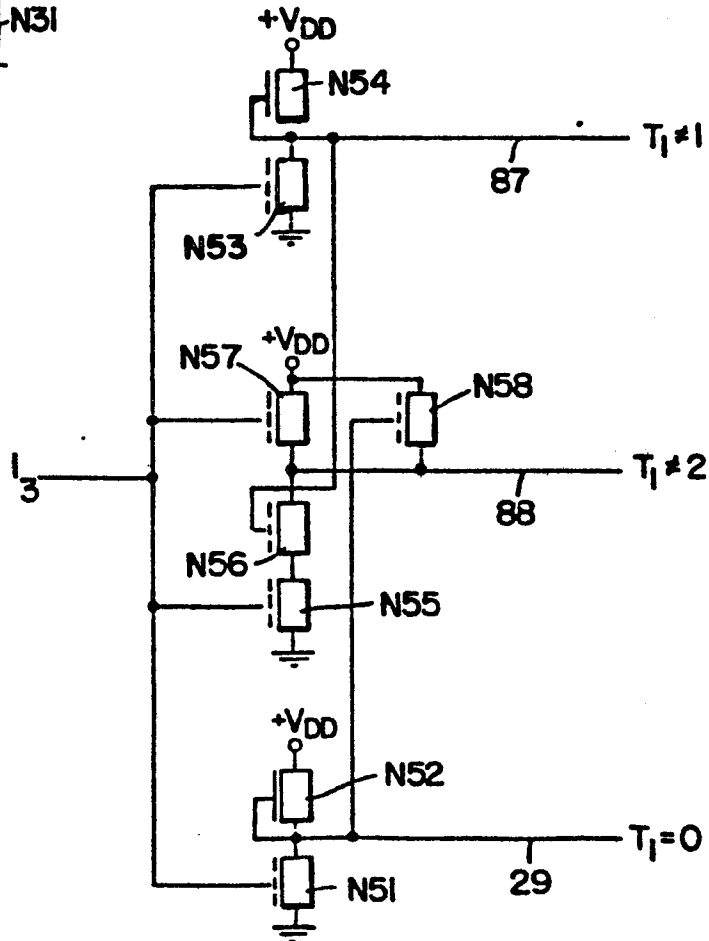 N31
+VDD
N54
T1≠1
87
N53
+VDD
N57
N58
I3
T1≠2
88
N56
N55
+VDD
N52
T1=0
29
N51